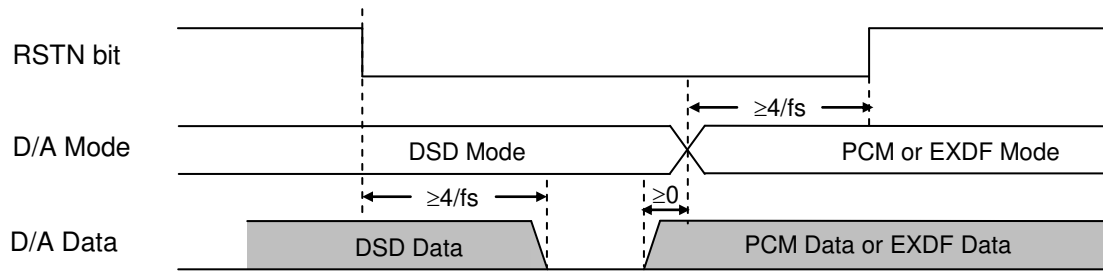 RSTN bit
≥4/fs
D/A Mode
DSD Mode
PCM or EXDF Mode
≥4/fs
≥0
D/A Data
DSD Data
PCM Data or EXDF Data